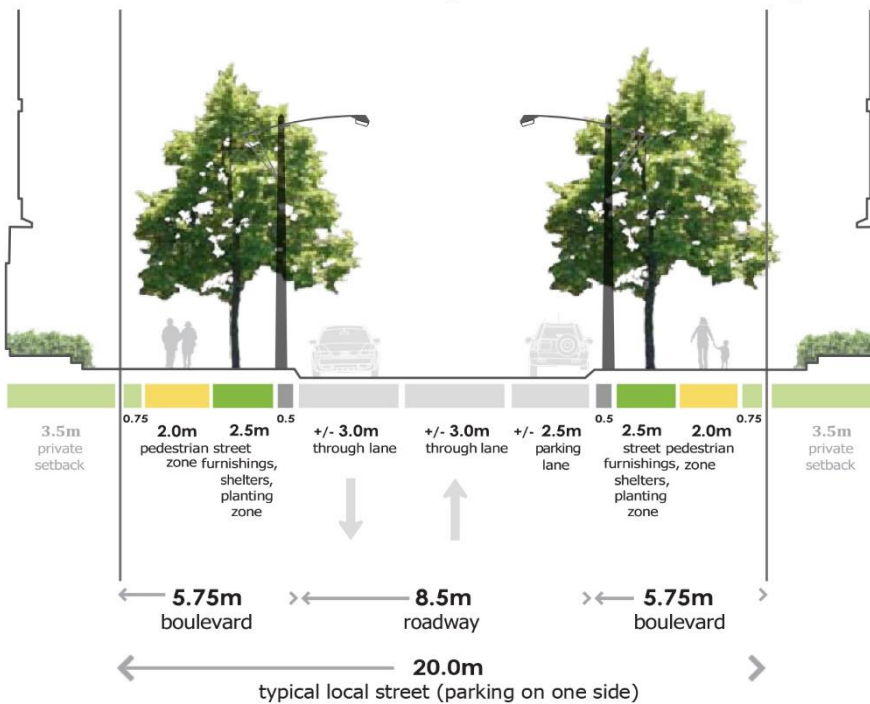 0.75
0.5
0.5
0.75
3.5m
private
setback
2.0m
pedestrian
zone
2.5m
street
furnishings,
shelters,
planting
zone
+/- 3.0m
through lane
+/- 3.0m
through lane
+/- 2.5m
parking
lane
2.5m
street
furnishings,
shelters,
planting
zone
2.0m
pedestrian
zone
3.5m
private
setback
5.75m
boulevard
8.5m
roadway
5.75m
boulevard
20.0m
typical local street (parking on one side)